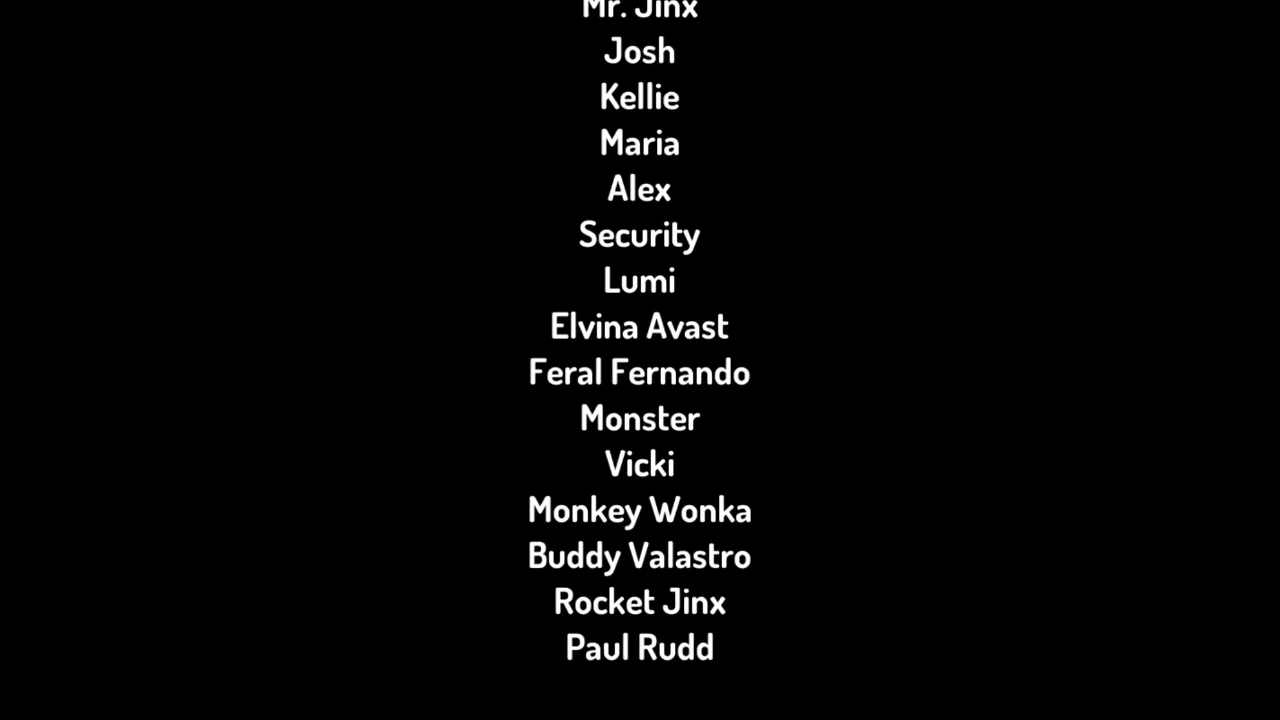 Mr. Jinx
Josh
Kellie
Maria
Alex
Security
Lumi
Elvina Avast
Feral Fernando
Monster
Vicki
Monkey Wonka
Buddy Valastro
Rocket Jinx
Paul Rudd